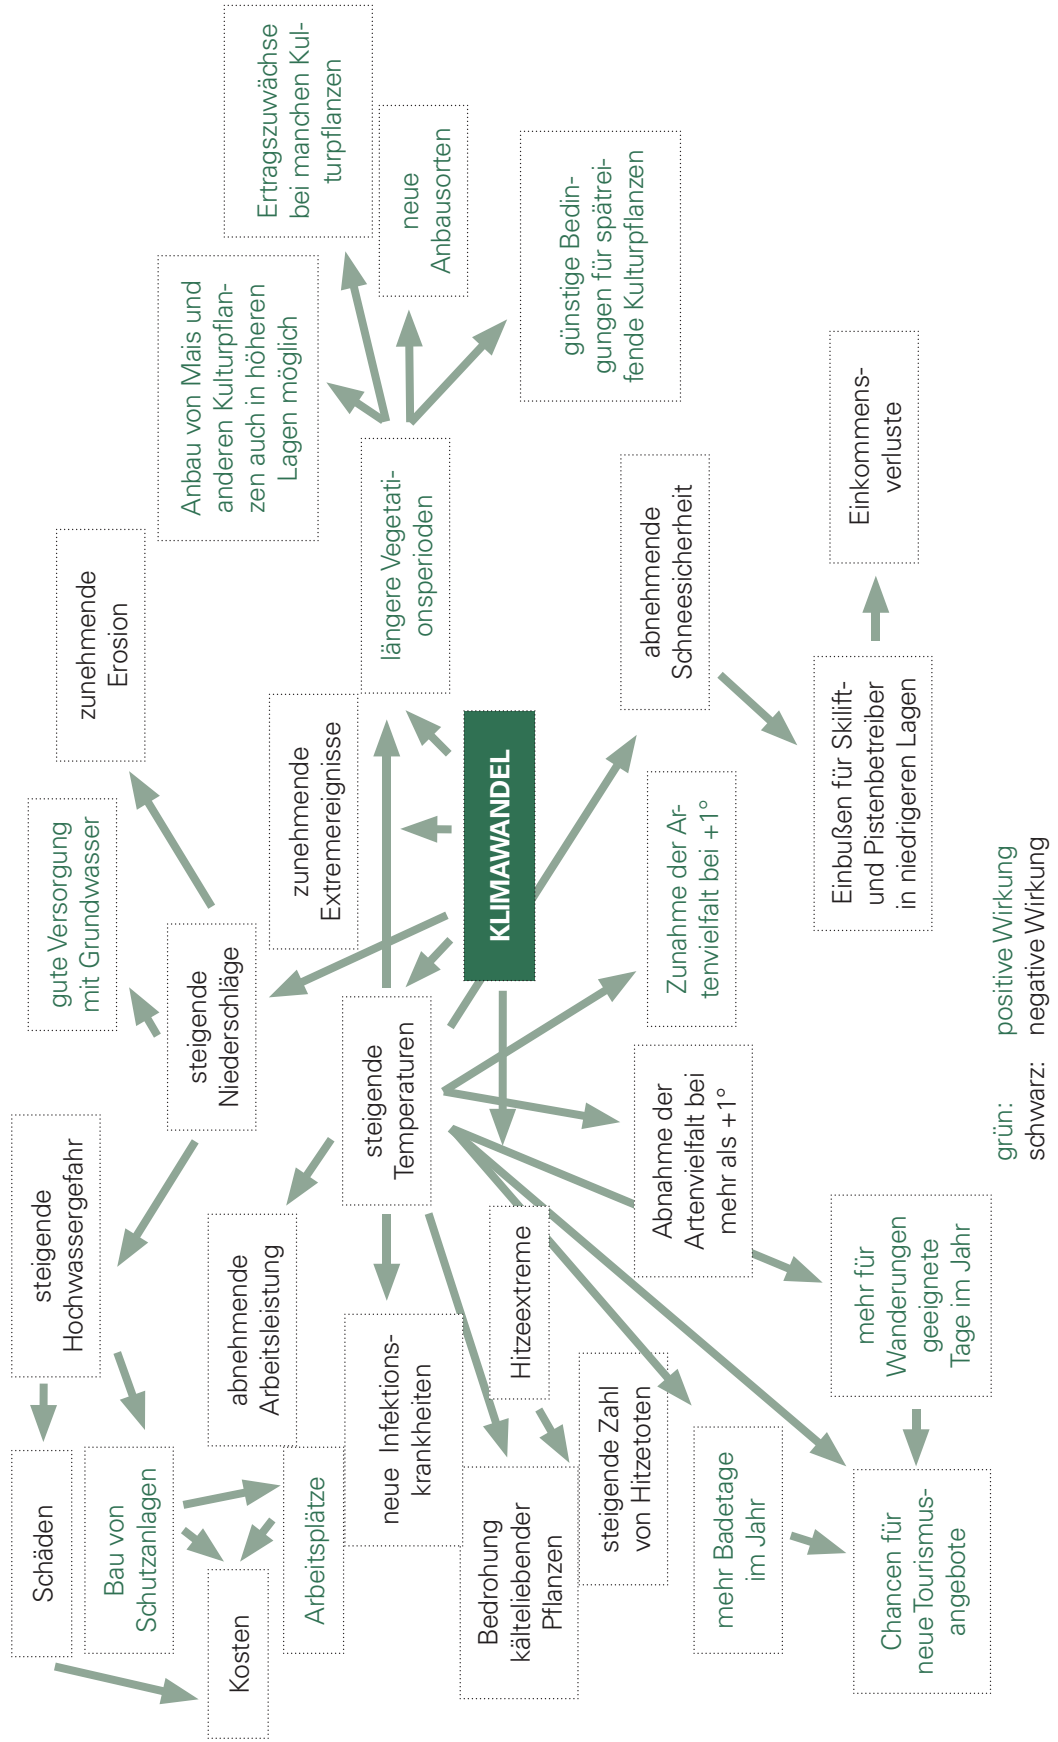 Schäden
steigende
Hochwassergefahr
gute Versorgung
mit Grundwasser
zunehmende
Erosion
Bau von
Schutzanlagen
steigende
Niederschläge
Anbau von Mais und
anderen Kulturpflan-
zen auch in höheren
Lagen möglich
Ertragszuwächse
bei manchen Kul-
turpflanzen
Kosten
abnehmende
Arbeitsleistung
zunehmende
Extremereignisse
Arbeitsplätze
neue Infektions-
krankheiten
steigende
Temperaturen
längere Vegetati-
onsperioden
neue
Anbausorten
Bedrohung
kälteliebender
Pflanzen
Hitzeextreme
KLIMAWANDEL
günstige Bedin-
gungen für spätrei-
fende Kulturpflanzen
steigende Zahl
von Hitzetoten
Abnahme der
Artenvielfalt bei
mehr als +1°
Zunahme der Ar-
tenvielfalt bei +1°
abnehmende
Schneesicherheit
mehr Badetage
im Jahr
mehr für
Wanderungen
geeignete
Tage im Jahr
Einbußen für Skilift-
und Pistenbetreiber
in niedrigeren Lagen
Einkommens-
verluste
Chancen für
neue Tourismus-
angebote
grün: positive Wirkung
schwarz: negative Wirkung